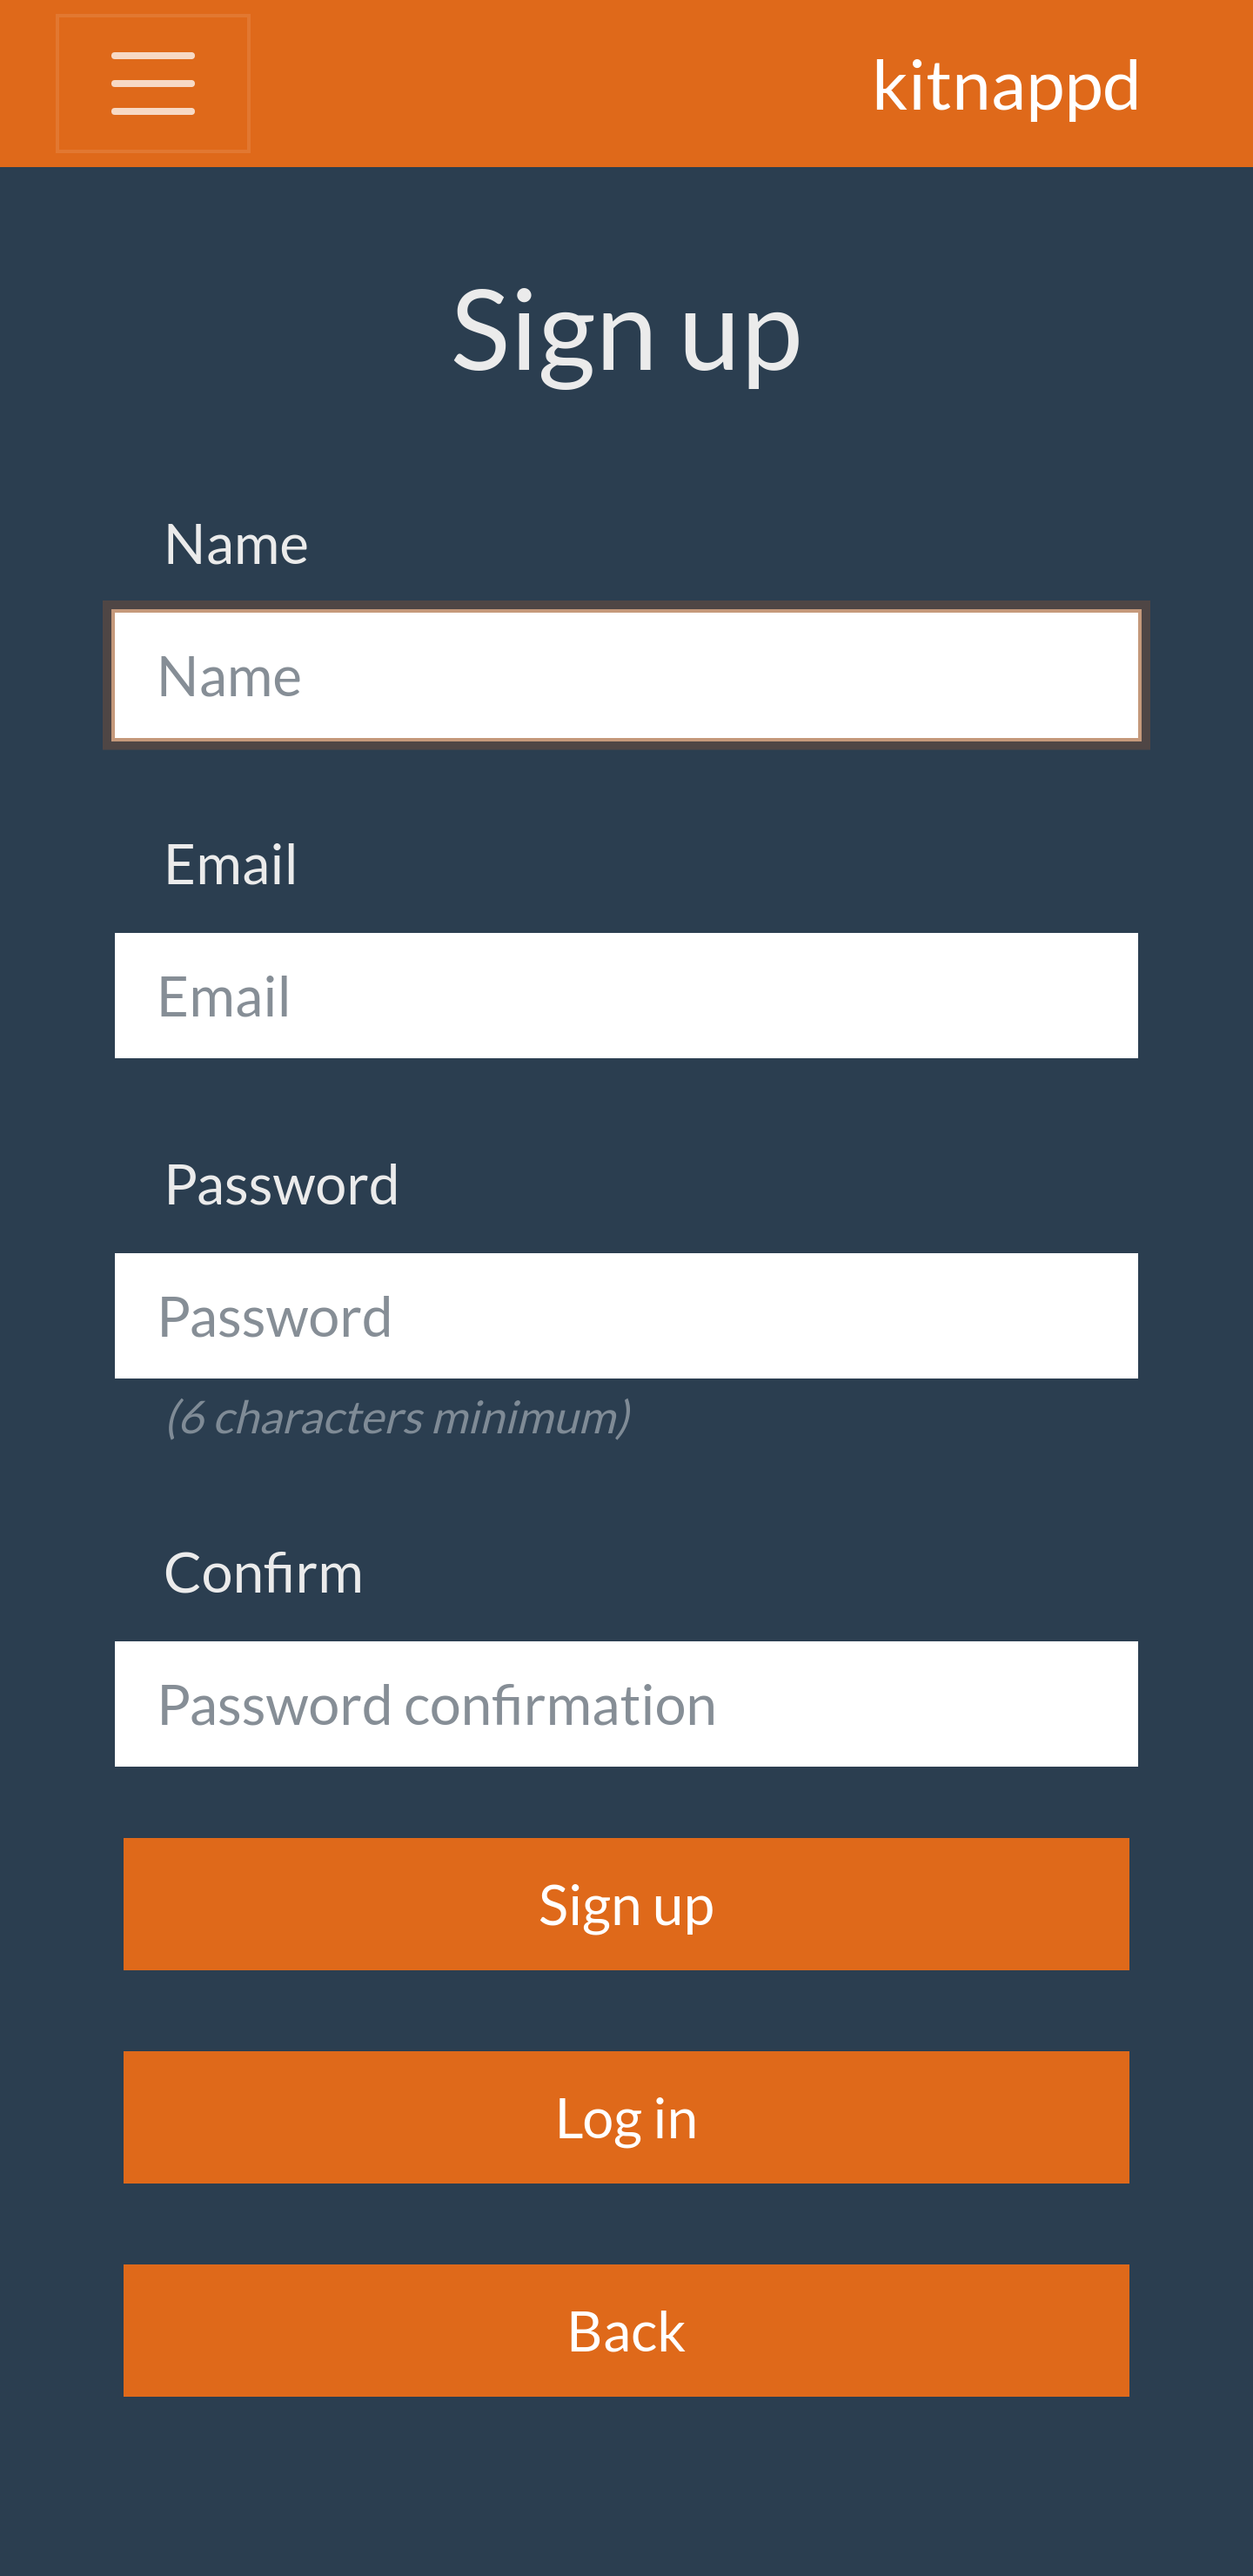 kitnappd
Sign up
Name
Name
Email
Email
Password
Password
(6 characters minimum)
Confirm
Password confirmation
Sign up
Log in
Back